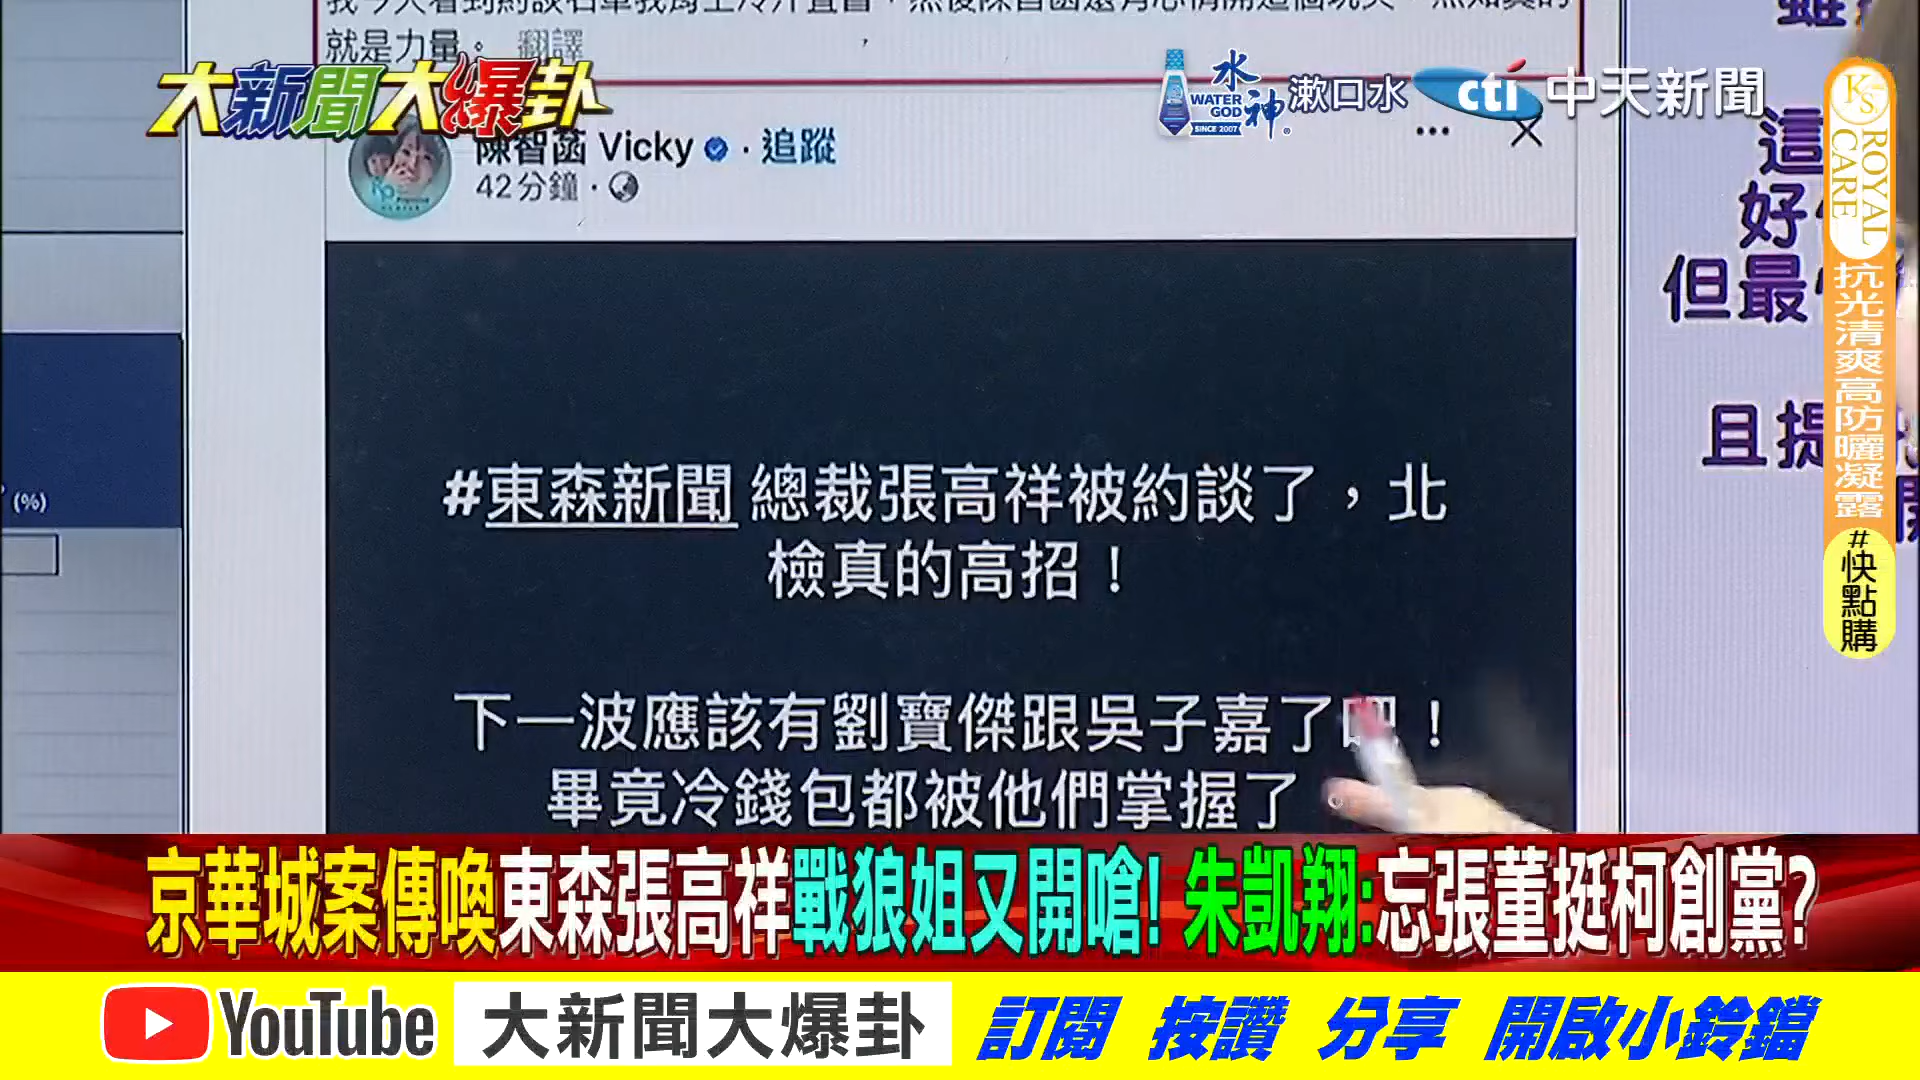 就是力量。 翻譯
大新聞大爆卦
水神
WATER GOD
SINCE 2007
漱口水
cti 中天新聞
陳智菡 Vicky · 追蹤
42分鐘 ·
#東森新聞 總裁張高祥被約談了，北
檢真的高招！
下一波應該有劉寶傑跟吳子嘉了吧！
畢竟冷錢包都被他們掌握了。
(%)
這
好
但最
且提
KS
ROYAL CARE
抗光清爽高防曬凝露
#快點購
京華城案傳喚東森張高祥戰狼姐又開嗆! 朱凱翔:忘張董挺柯創黨?
YouTube 大新聞大爆卦 訂閱 按讚 分享 開啟小鈴鐺